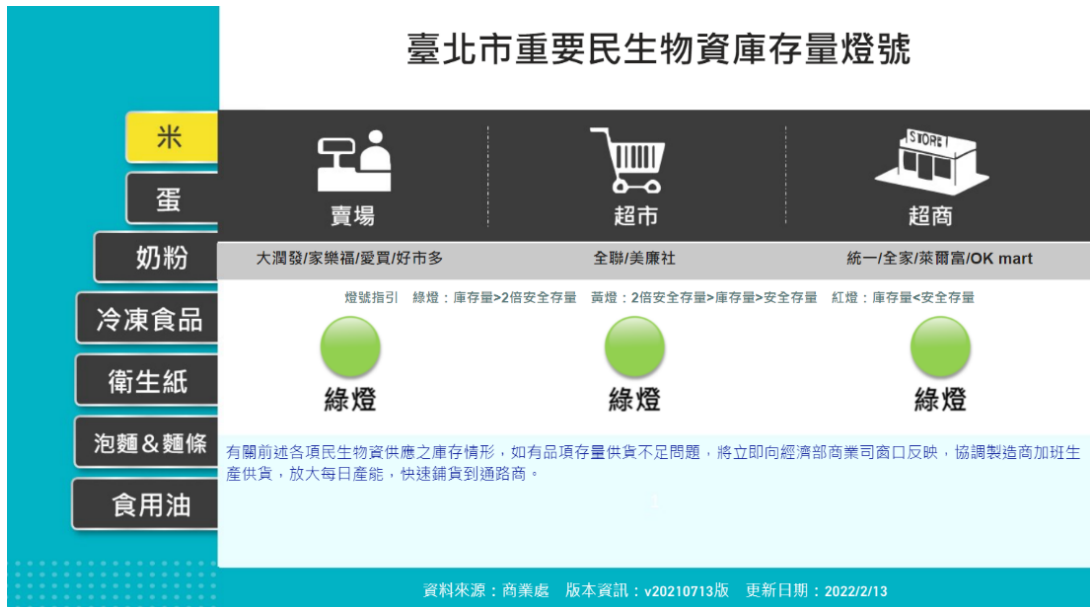 臺北市重要民生物資庫存量燈號
米
蛋
奶粉
冷凍食品
衛生紙
泡麵&麵條
食用油
STORE
賣場
超市
超商
大潤發/家樂福/愛買/好市多
全聯/美廉社
統一/全家/萊爾富/OK mart
燈號指引 綠燈：庫存量>2倍安全存量 黃燈：2倍安全存量>庫存量>安全存量 紅燈：庫存量<安全存量
綠燈
綠燈
綠燈
有關前述各項民生物資供應之庫存情形，如有品項存量供貨不足問題，將立即向經濟部商業司窗口反映，協調製造商加班生
產供貨，放大每日產能，快速鋪貨到通路商。
資料來源：商業處 版本資訊：v20210713版 更新日期：2022/2/13